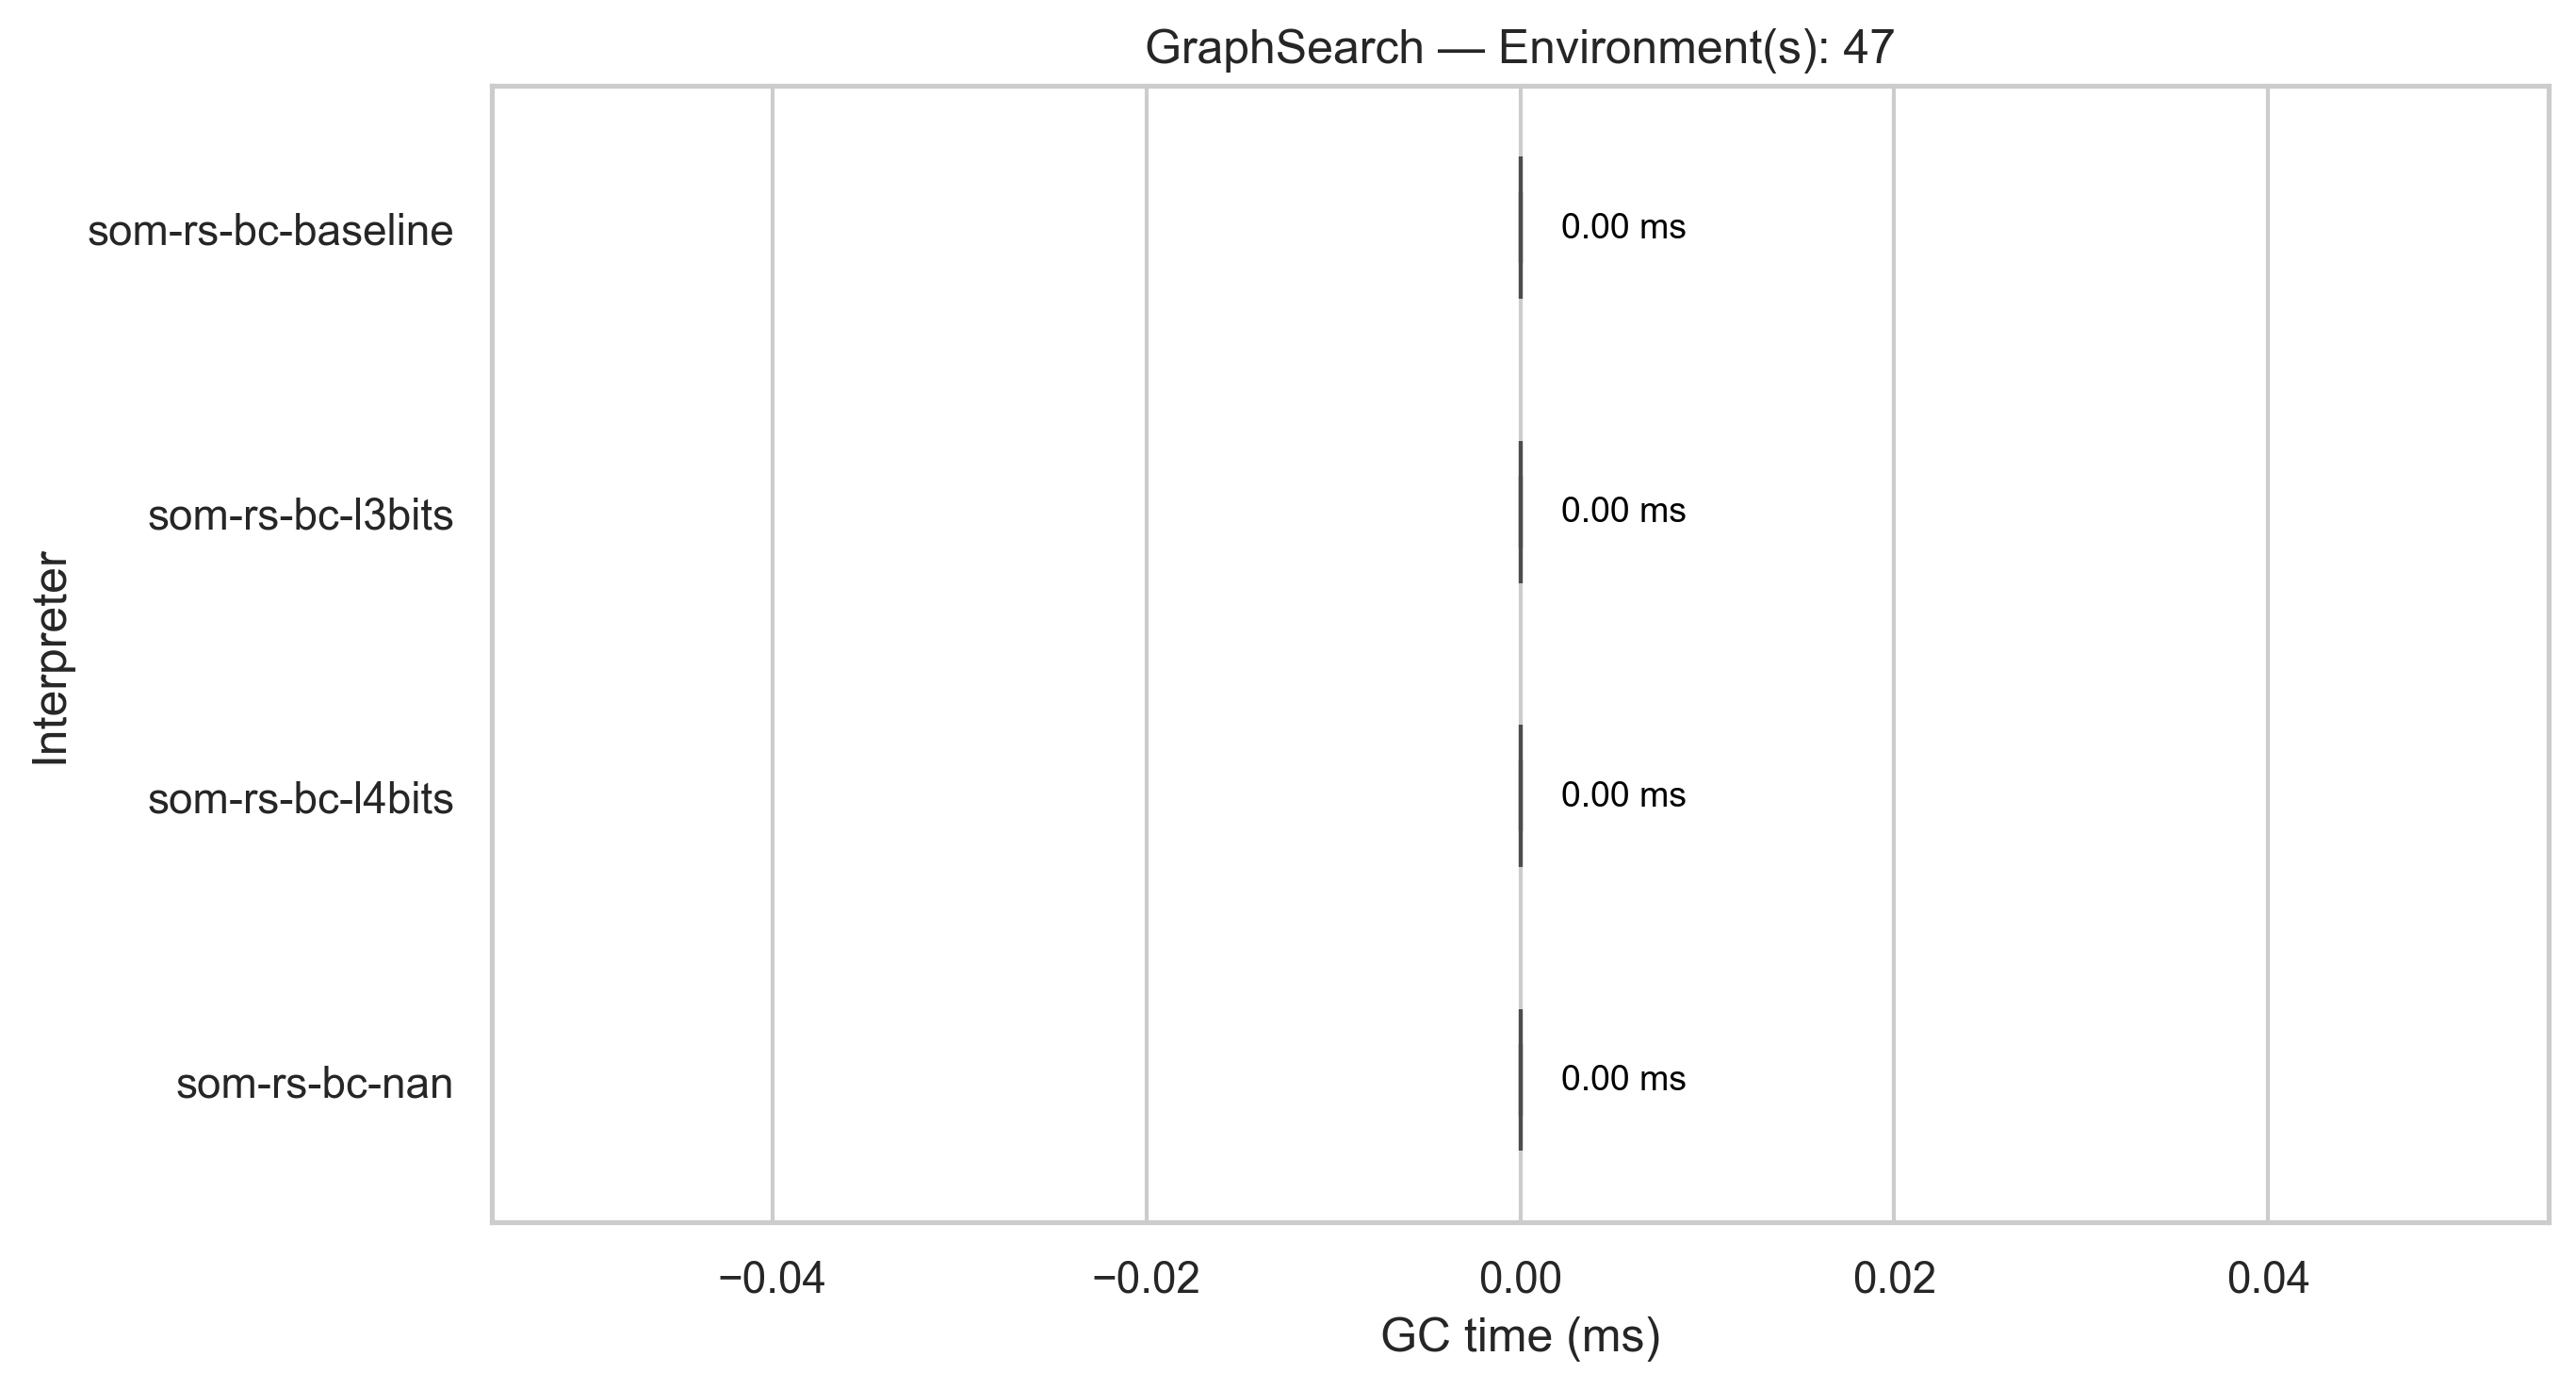 GraphSearch — Environment(s): 47
som-rs-bc-baseline
0.00 ms
som-rs-bc-l3bits
0.00 ms
som-rs-bc-l4bits
0.00 ms
som-rs-bc-nan
0.00 ms
Interpreter
−0.04
−0.02
0.00
0.02
0.04
GC time (ms)